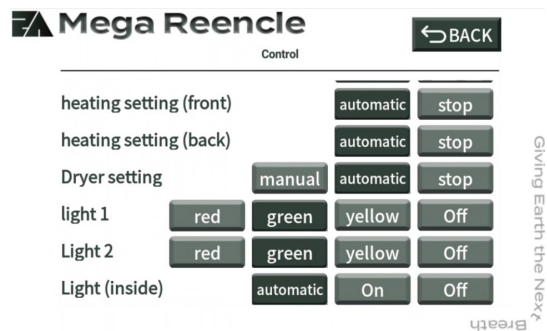 Mega Reencle
BACK
Control
heating setting (front) automatic stop
heating setting (back) automatic stop
Dryer setting manual automatic stop
light 1 red green yellow Off
Light 2 red green yellow Off
Light (inside) automatic On Off
Giving Earth the Next
Breath